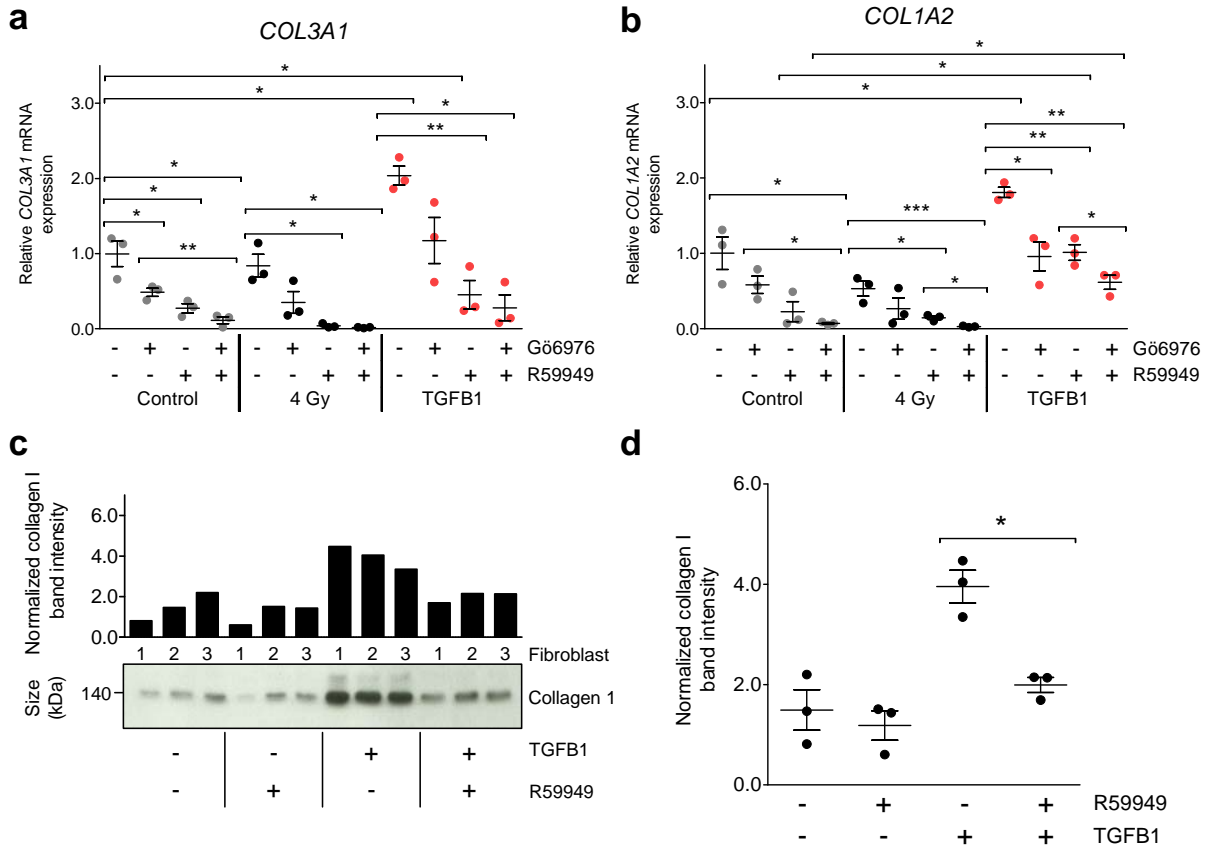 a
COL3A1
Relative COL3A1 mRNA
expression
3.0
2.0
1.0
0.0
* * * ** * * * * * **
- + - + - + - + - + - + Gö6976
- - + + - - + + - - + + R59949
Control 4 Gy TGFB1
b
COL1A2
Relative COL1A2 mRNA
expression
3.0
2.0
1.0
0.0
* * * * * *** * * ** ** * *
- + - + - + - + - + - + Gö6976
- - + + - - + + - - + + R59949
Control 4 Gy TGFB1
c
Normalized collagen I
band intensity
6.0
4.0
2.0
0.0
1 2 3 1 2 3 1 2 3 1 2 3 Fibroblast
Size
(kDa)
140
Collagen 1
- - + + TGFB1
- + - + R59949
d
Normalized collagen I
band intensity
6.0
4.0
2.0
0.0
*
- + - + R59949
- - + + TGFB1